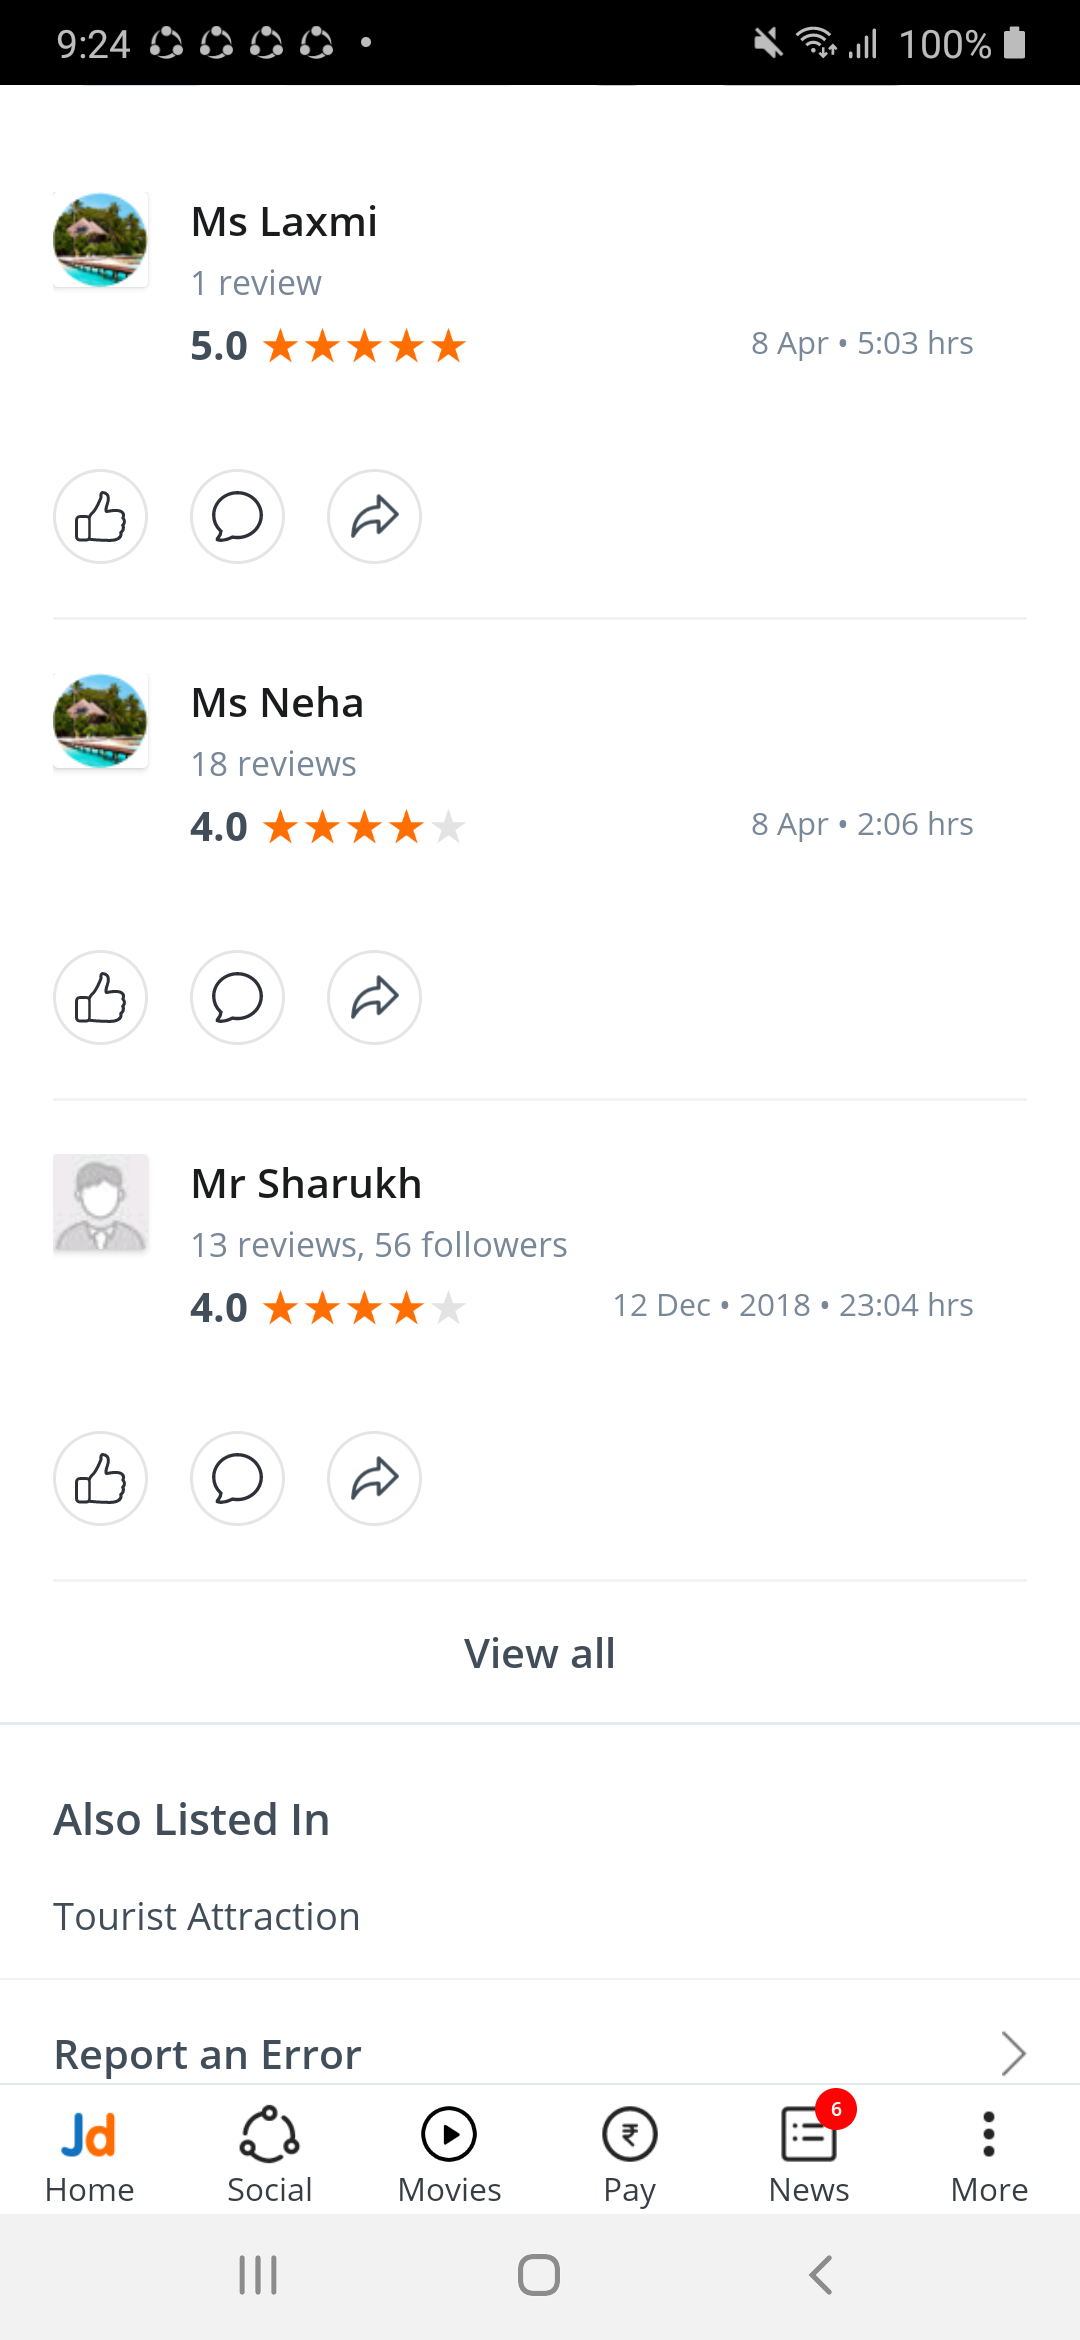 9:24
100%
Ms Laxmi
1 review
5.0
8 Apr • 5:03 hrs
Ms Neha
18 reviews
4.0
8 Apr • 2:06 hrs
Mr Sharukh
13 reviews, 56 followers
4.0
12 Dec • 2018 • 23:04 hrs
View all
Also Listed In
Tourist Attraction
Report an Error
Jd
₹
6
Home Social Movies Pay News More